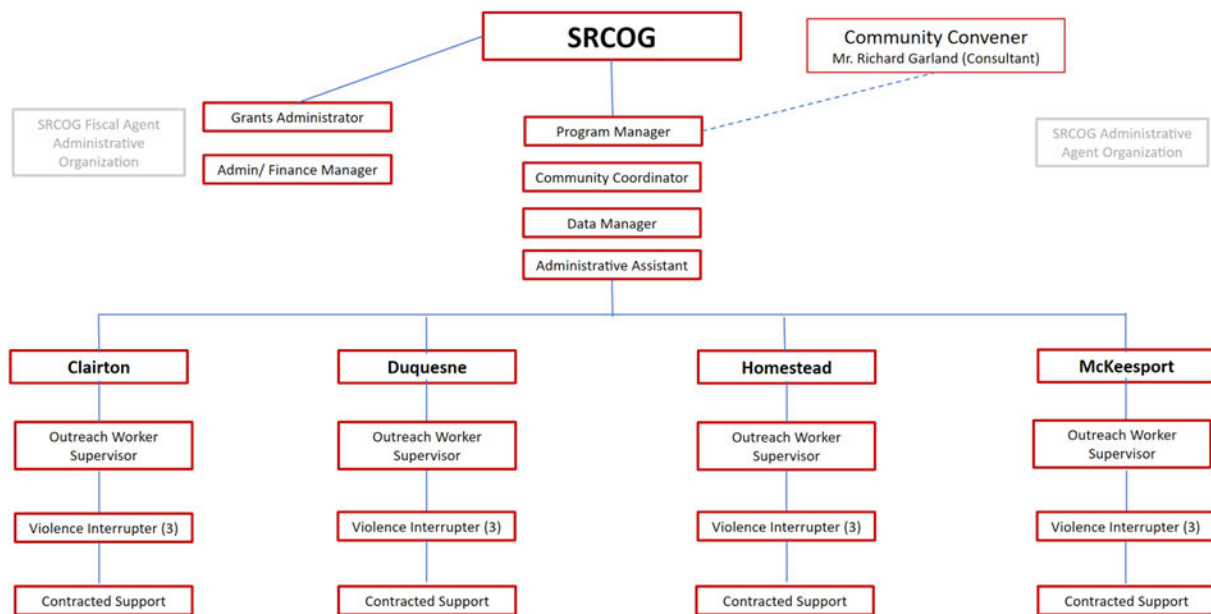 SRCOG
Community Convener
Mr. Richard Garland (Consultant)
SRCOG Fiscal Agent
Administrative
Organization
Grants Administrator
Admin/ Finance Manager
Program Manager
Community Coordinator
Data Manager
Administrative Assistant
SRCOG Administrative
Agent Organization
Clairton
Duquesne
Homestead
McKeesport
Outreach Worker
Supervisor
Outreach Worker
Supervisor
Outreach Worker
Supervisor
Outreach Worker
Supervisor
Violence Interrupter (3)
Violence Interrupter (3)
Violence Interrupter (3)
Violence Interrupter (3)
Contracted Support
Contracted Support
Contracted Support
Contracted Support